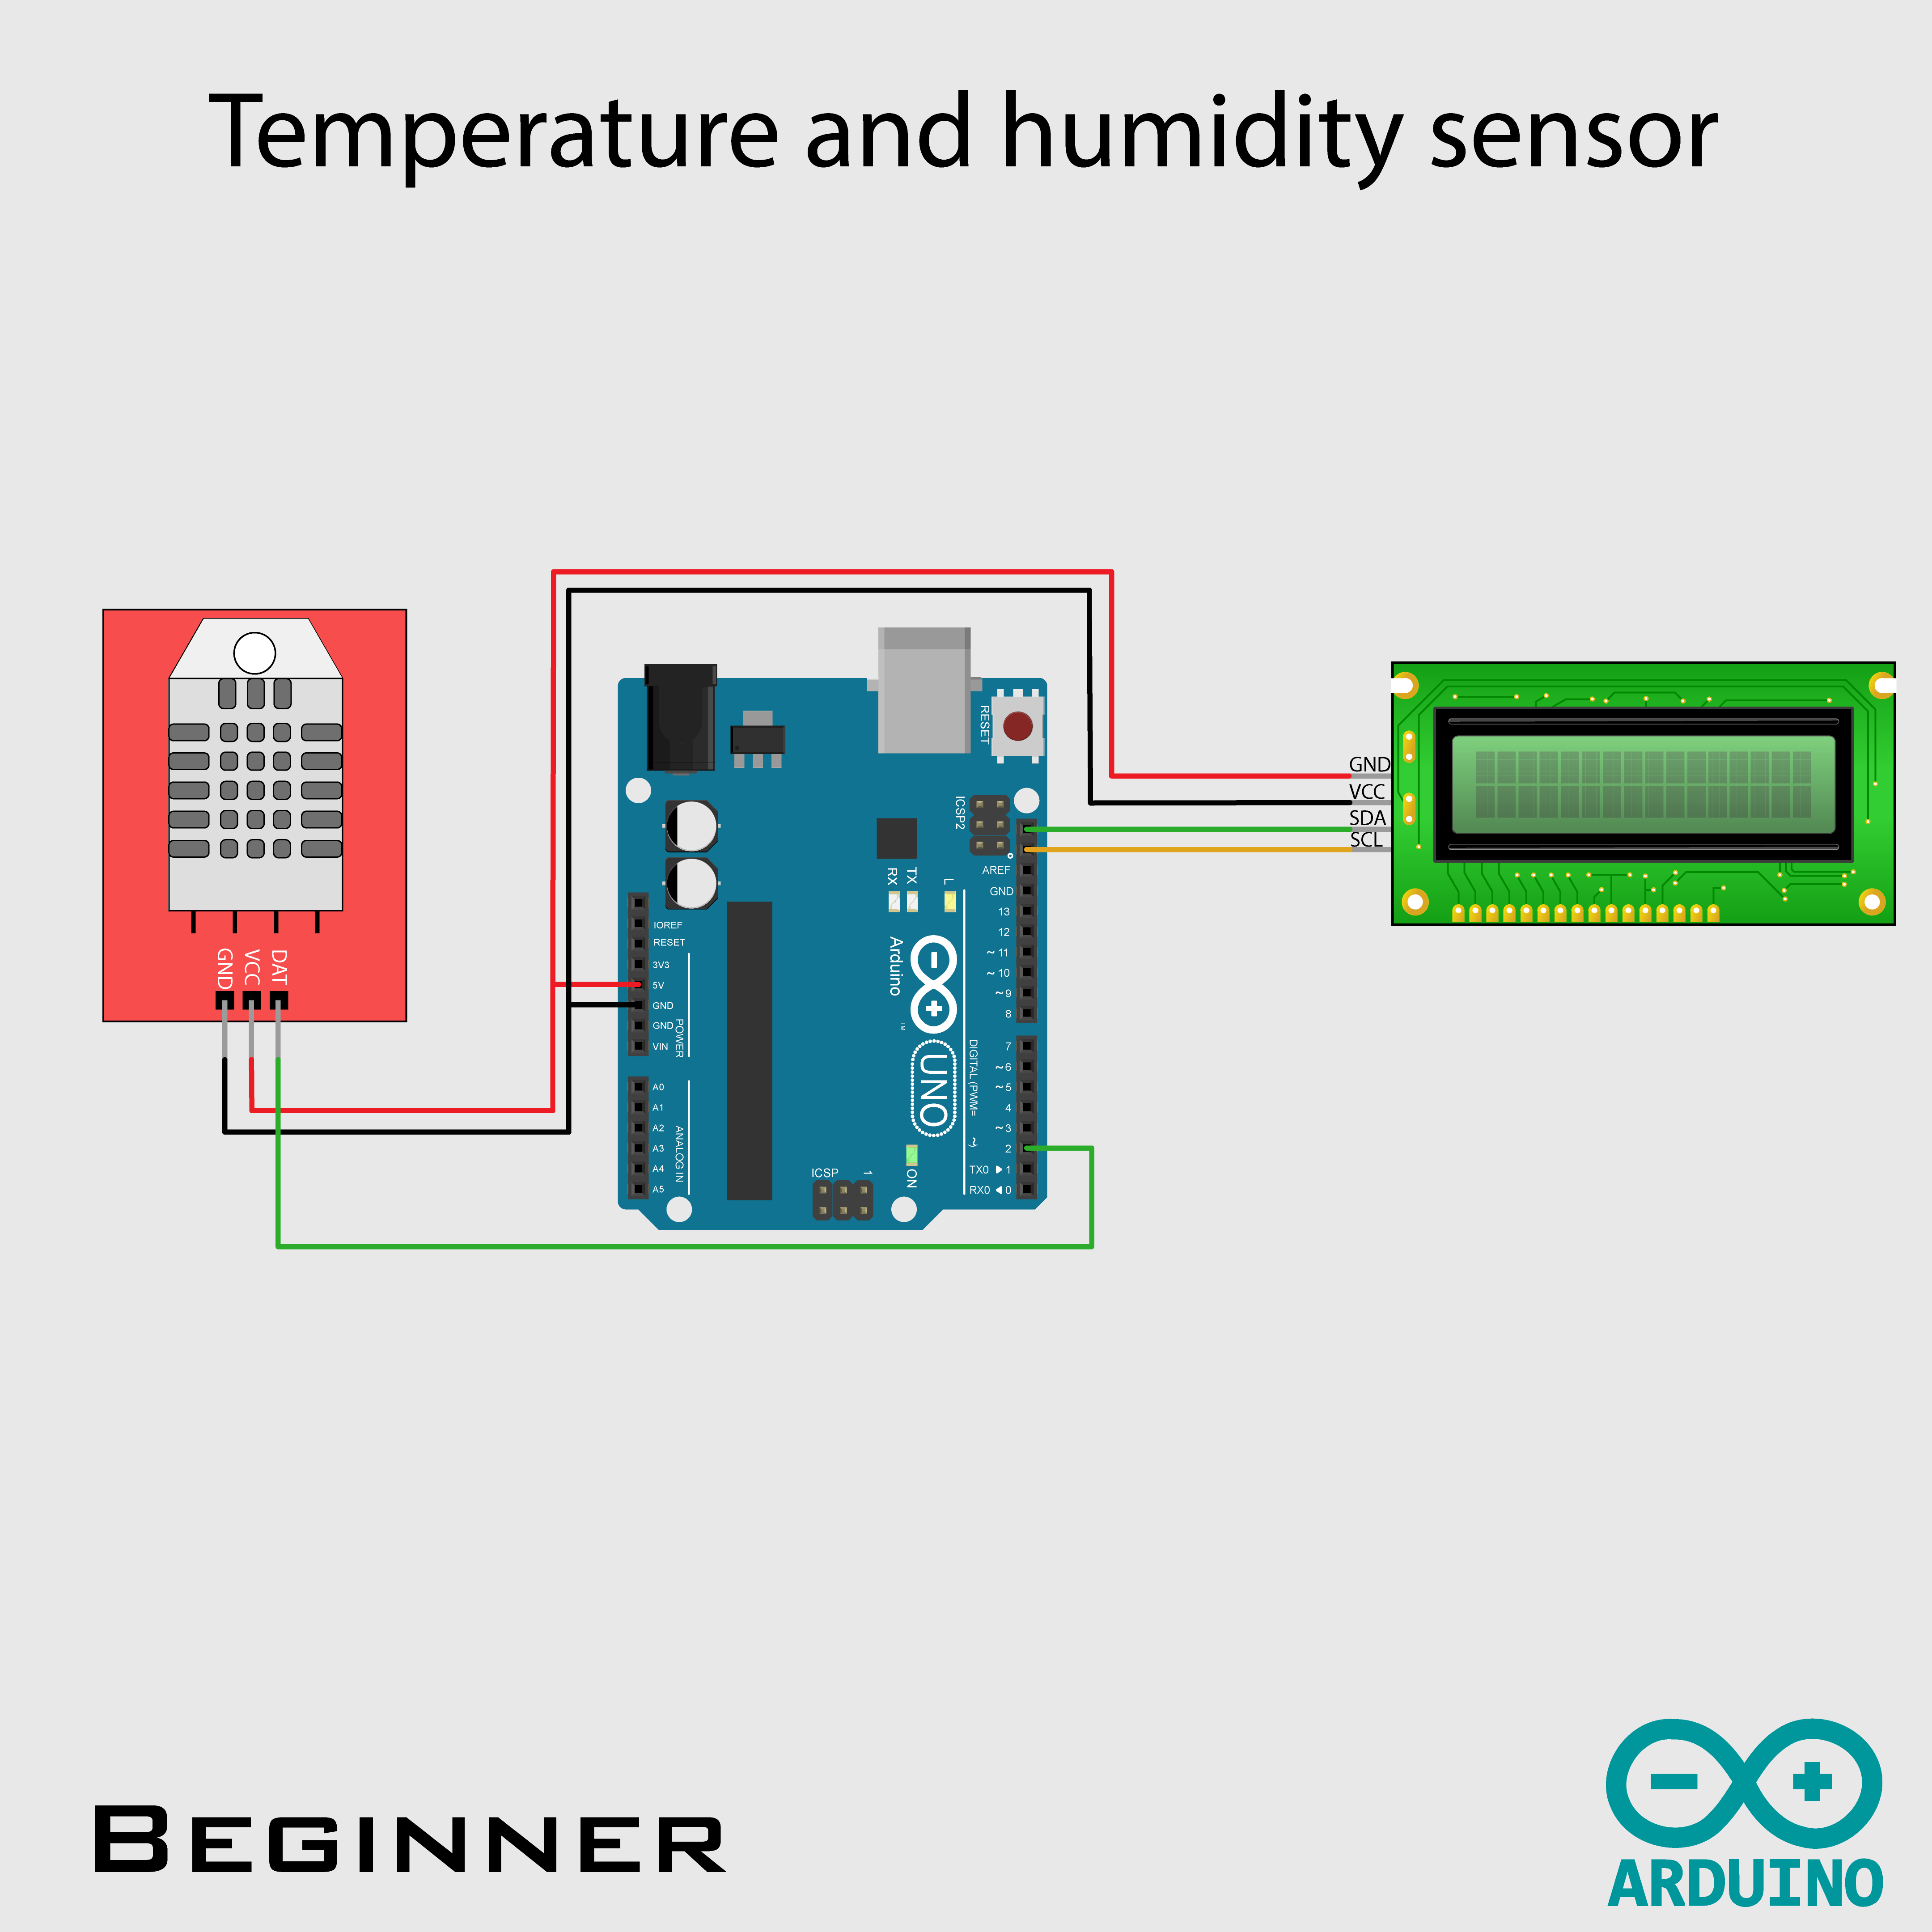 Temperature and humidity sensor
GND
VCC
DAT
RESET
ICSP2
IOREF
RESET
3V3
5V
GND
GND
VIN
POWER
A0
A1
A2
A3
A4
A5
ANALOG IN
RX
TX
L
Arduino
TM
UNO
ON
ICSP
1
AREF
GND
13
12
~ 11
~ 10
~ 9
8
7
~ 6
~ 5
4
~ 3
2
TX0 ▶ 1
RX0 ◀ 0
DIGITAL (PWM= ~)
GND
VCC
SDA
SCL
BEGINNER
ARDUINO